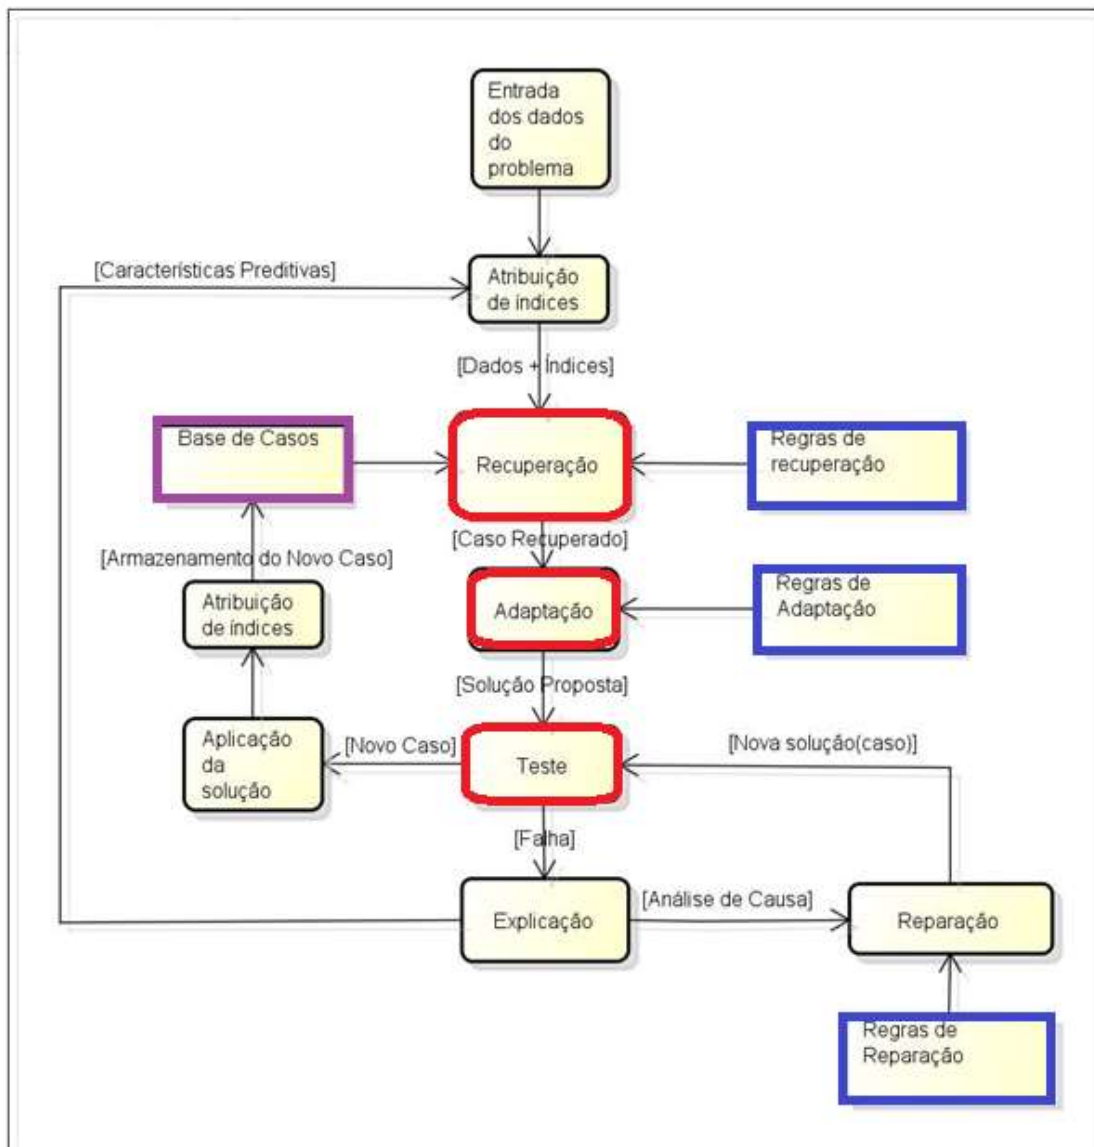 Entrada
dos dados
do
problema
[Características Preditivas]
Atribuição
de índices
[Dados + Índices]
Base de Casos
Recuperação
Regras de
recuperação
[Caso Recuperado]
[Armazenamento do Novo Caso]
Atribuição
de índices
Adaptação
Regras de
Adaptação
[Solução Proposta]
Aplicação
da
solução
[Novo Caso]
Teste
[Nova solução(caso)]
[Falha]
Explicação
[Análise de Causa]
Reparação
Regras de
Reparação